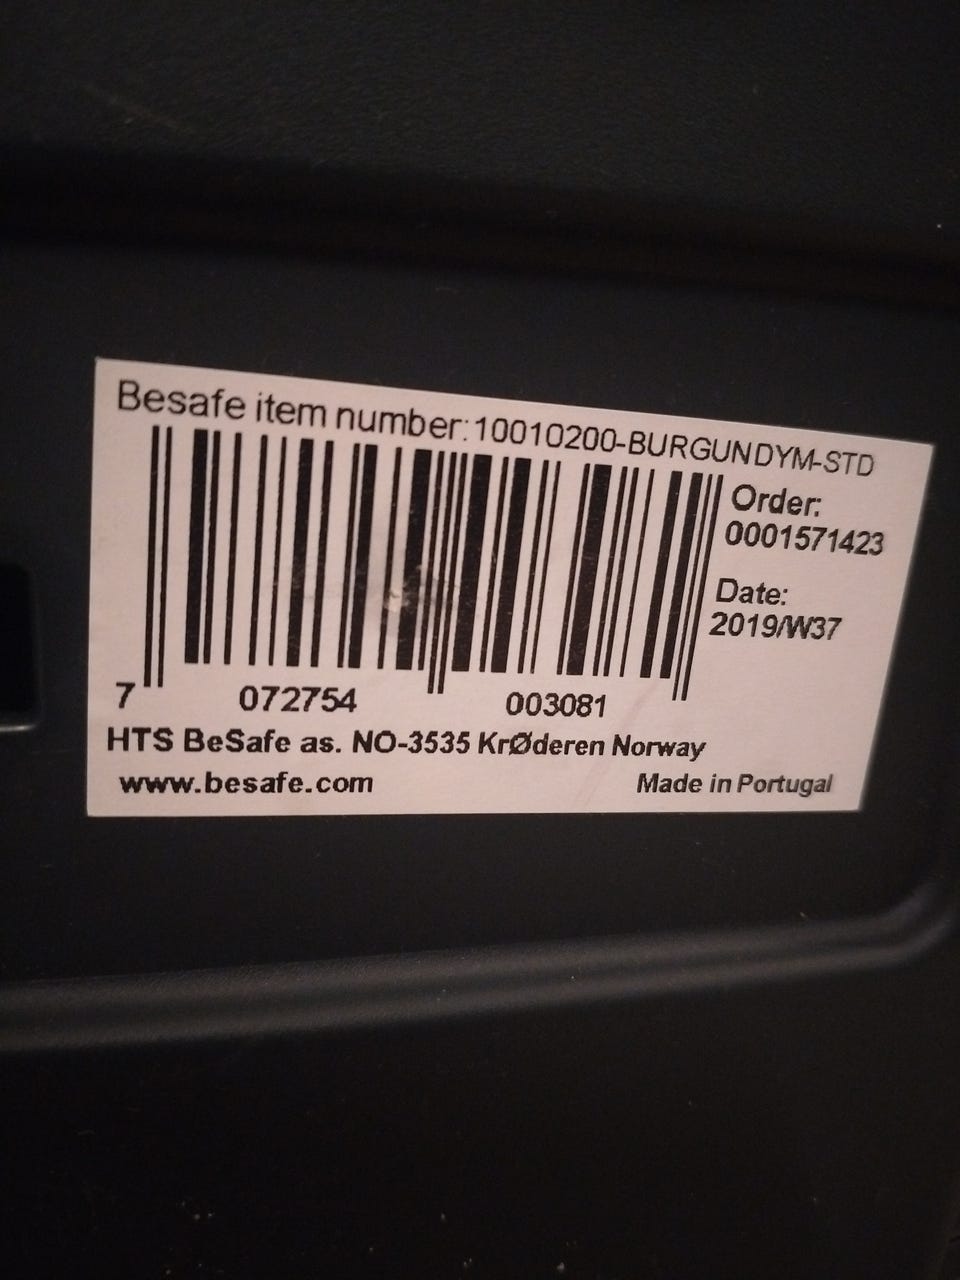 Besafe item number:10010200-BURGUNDYM-STD
Order:
0001571423
Date:
2019/W37
7 072754 003081
HTS BeSafe as. NO-3535 KrØderen Norway
www.besafe.com Made in Portugal